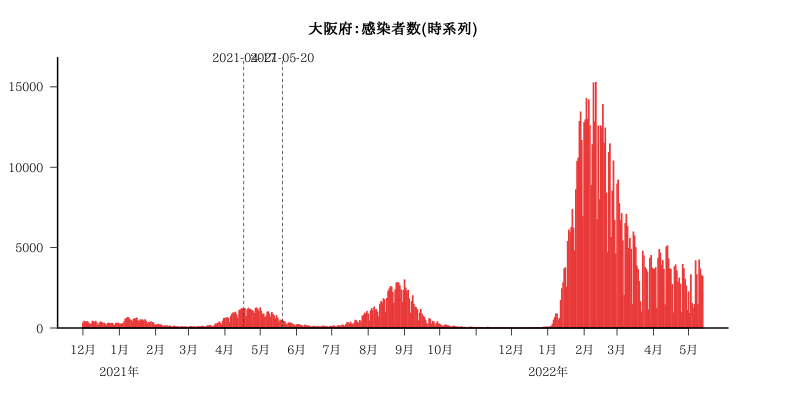 大阪府:感染者数(時系列)
2021-04-17 2021-05-20
15000
10000
5000
0
12月 1月 2月 3月 4月 5月 6月 7月 8月 9月 10月 12月 1月 2月 3月 4月 5月
2021年 2022年